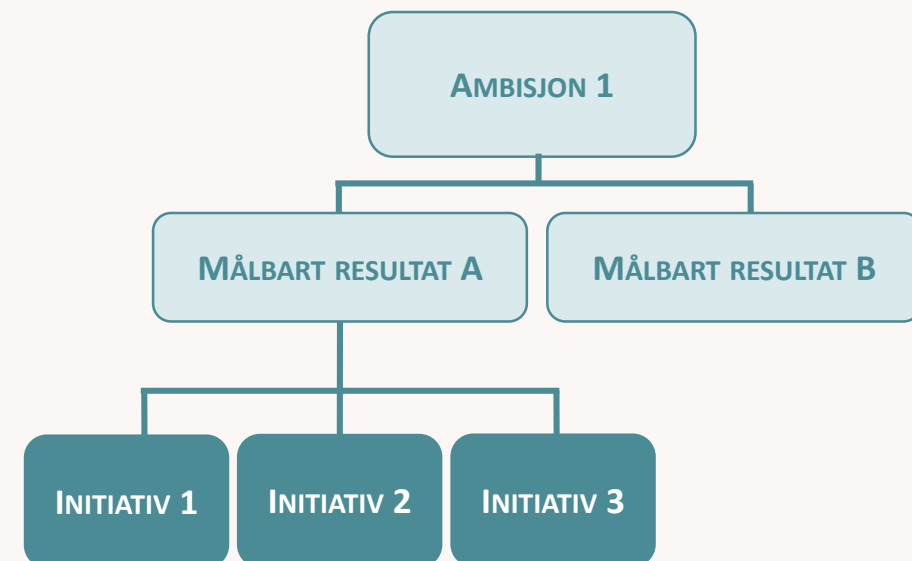 Ambisjon 1
Målbart resultat A
Målbart resultat B
Initiativ 1
Initiativ 2
Initiativ 3